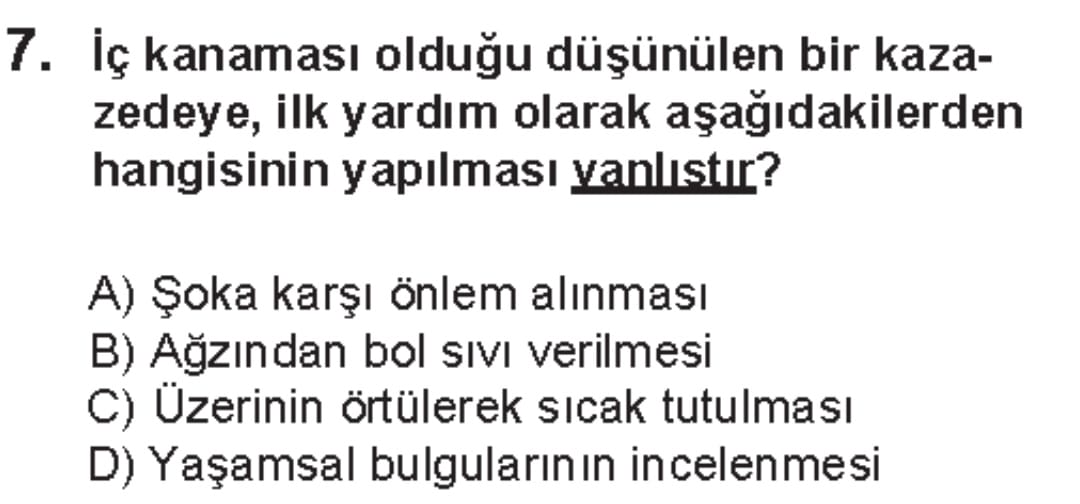 7. İç kanaması olduğu düşünülen bir kaza-
zedeye, ilk yardım olarak aşağıdakilerden
hangisinin yapılması yanlıştır?
A) Şoka karşı önlem alınması
B) Ağzından bol sıvı verilmesi
C) Üzerinin örtülerek sıcak tutulması
D) Yaşamsal bulgularının incelenmesi